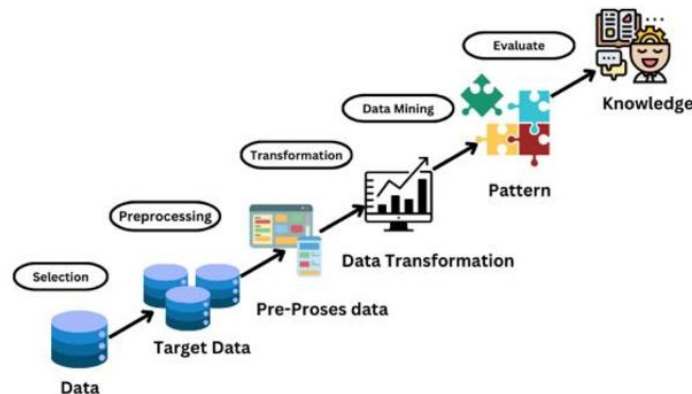 Evaluate
Knowledge
Data Mining
Pattern
Transformation
Data Transformation
Preprocessing
Pre-Proses data
Selection
Target Data
Data